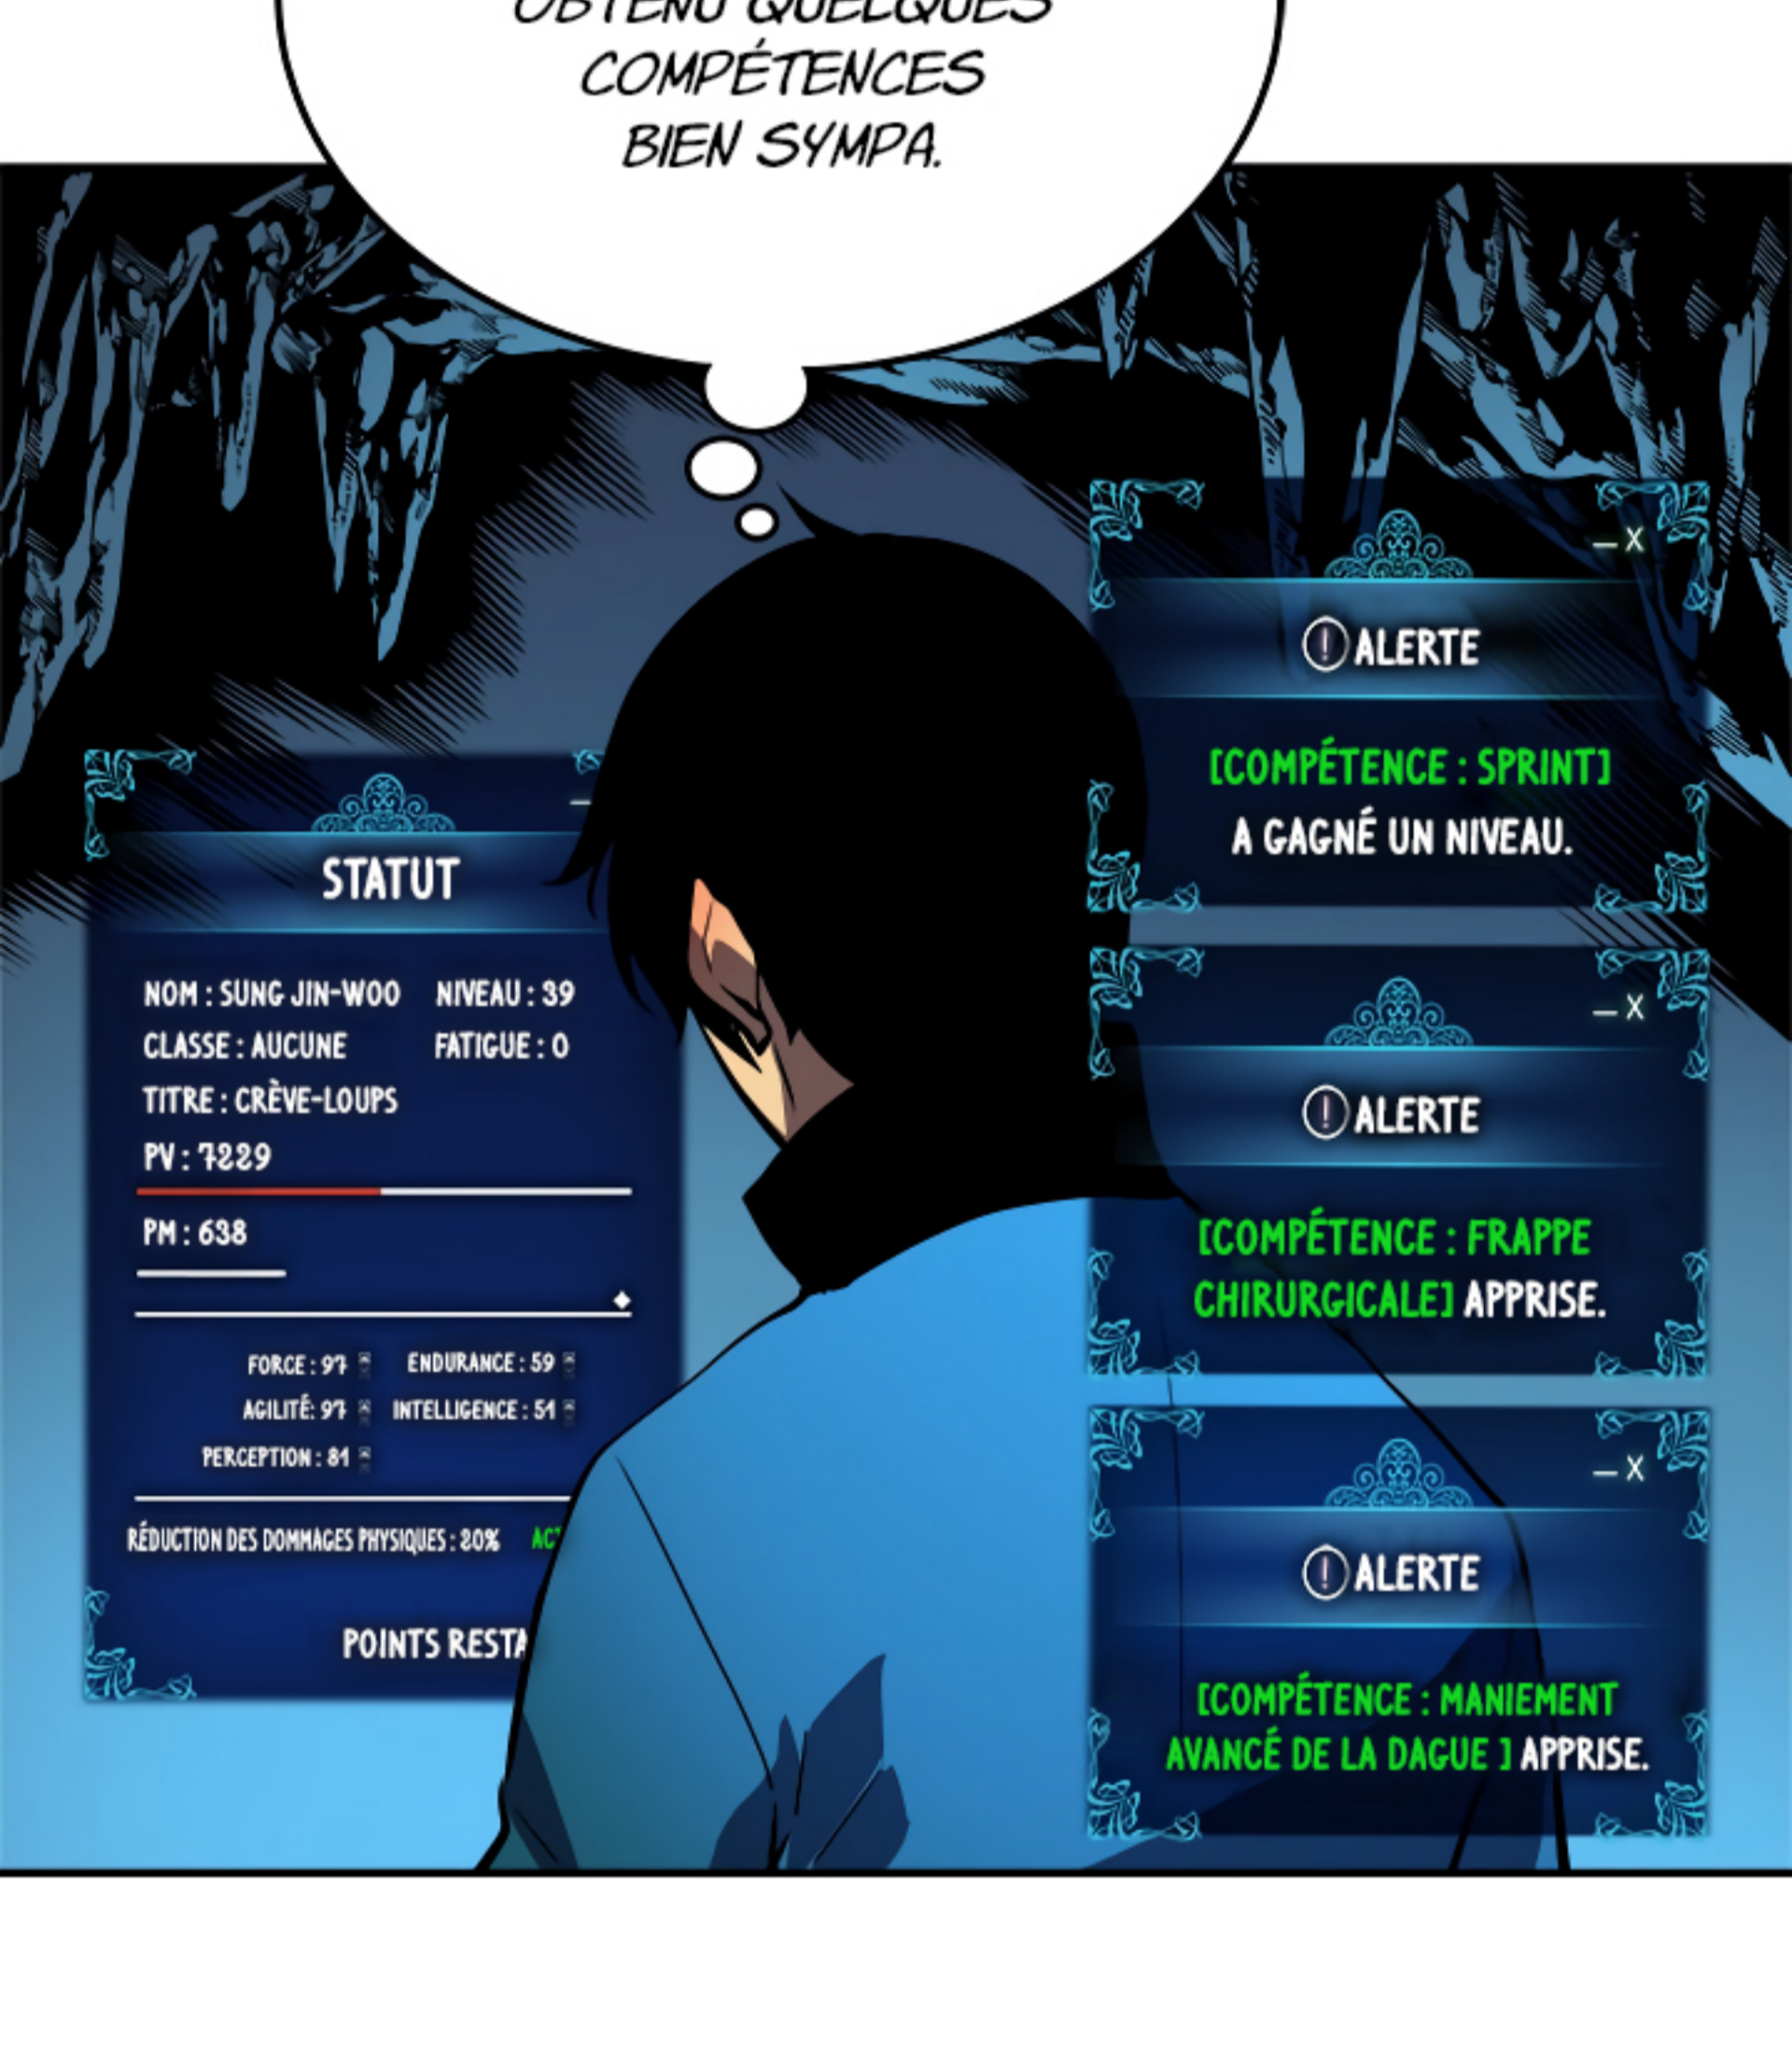 OBTENU QUELQUES
COMPÉTENCES
BIEN SYMPA.
STATUT
NOM : SUNG JIN-WOO NIVEAU : 39
CLASSE : AUCUNE FATIGUE : 0
TITRE : CRÈVE-LOUPS
PV : 7229
PM : 638
FORCE : 97 ENDURANCE : 59
AGILITÉ: 97 INTELLIGENCE : 51
PERCEPTION : 81
RÉDUCTION DES DOMMAGES PHYSIQUES : 20%
POINTS
_ X
! ALERTE
[COMPÉTENCE : SPRINT]
A GAGNÉ UN NIVEAU.
_ X
! ALERTE
[COMPÉTENCE : FRAPPE
CHIRURGICALE] APPRISE.
_ X
! ALERTE
[COMPÉTENCE : MANIEMENT
AVANCÉ DE LA DAGUE ] APPRISE.